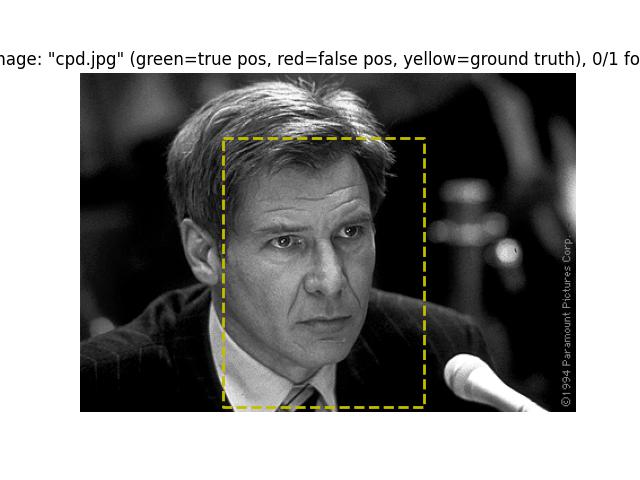 mage: "cpd.jpg" (green=true pos, red=false pos, yellow=ground truth), 0/1 fo
©1994 Paramount Pictures Corp.